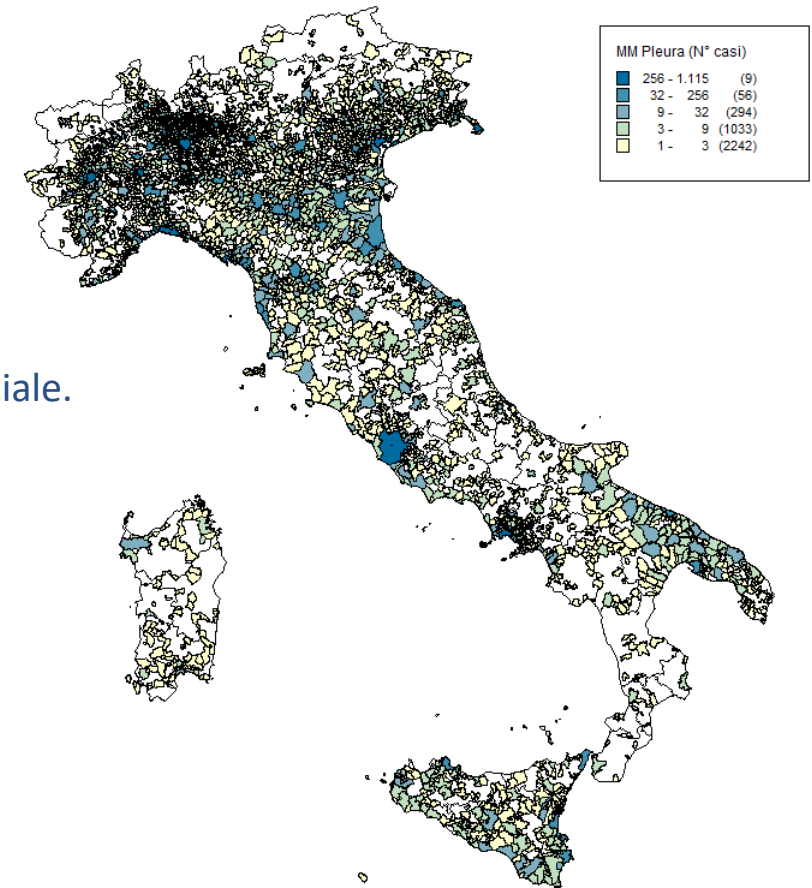 MM Pleura (N° casi)
256 - 1.115 (9)
32 - 256 (56)
9 - 32 (294)
3 - 9 (1033)
1 - 3 (2242)
iale.